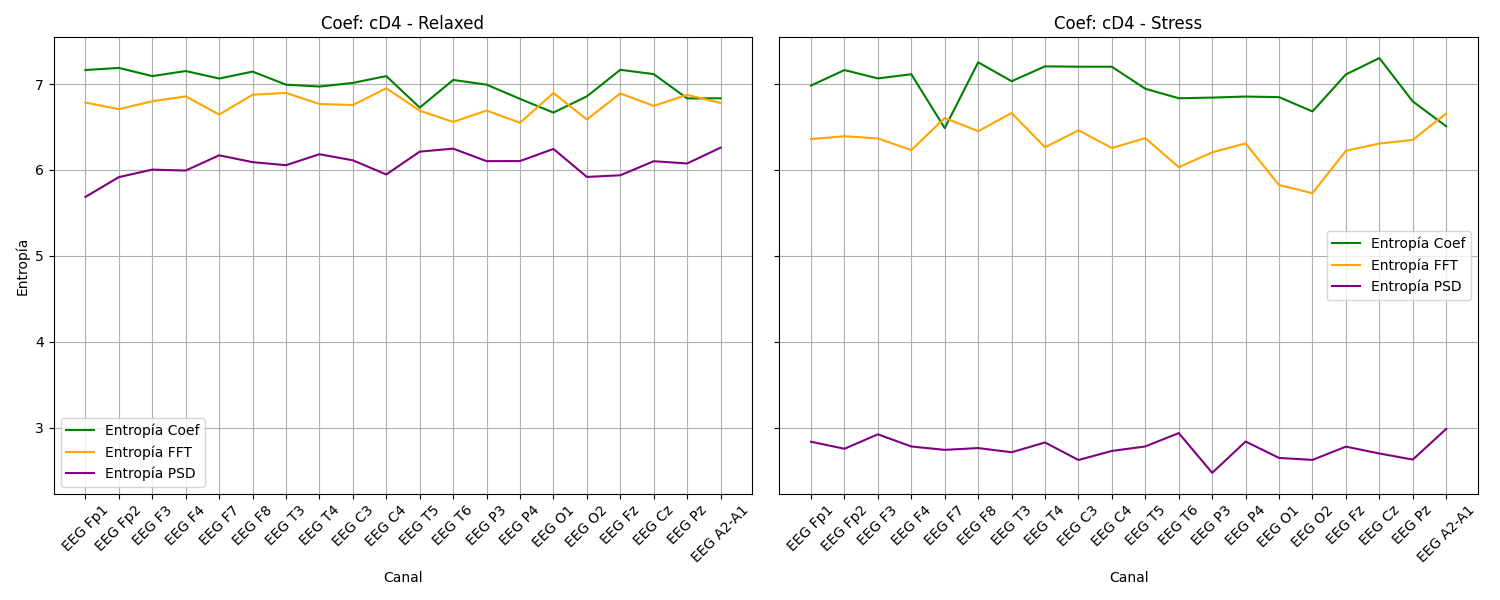 Coef: cD4 - Relaxed
Entropía
7
6
5
4
3
Entropía Coef
Entropía FFT
Entropía PSD
EEG Fp1
EEG Fp2
EEG F3
EEG F4
EEG F7
EEG F8
EEG T3
EEG T4
EEG C3
EEG C4
EEG T5
EEG T6
EEG P3
EEG P4
EEG O1
EEG O2
EEG Fz
EEG Cz
EEG Pz
EEG A2-A1
Canal
Coef: cD4 - Stress
Entropía Coef
Entropía FFT
Entropía PSD
EEG Fp1
EEG Fp2
EEG F3
EEG F4
EEG F7
EEG F8
EEG T3
EEG T4
EEG C3
EEG C4
EEG T5
EEG T6
EEG P3
EEG P4
EEG O1
EEG O2
EEG Fz
EEG Cz
EEG Pz
EEG A2-A1
Canal